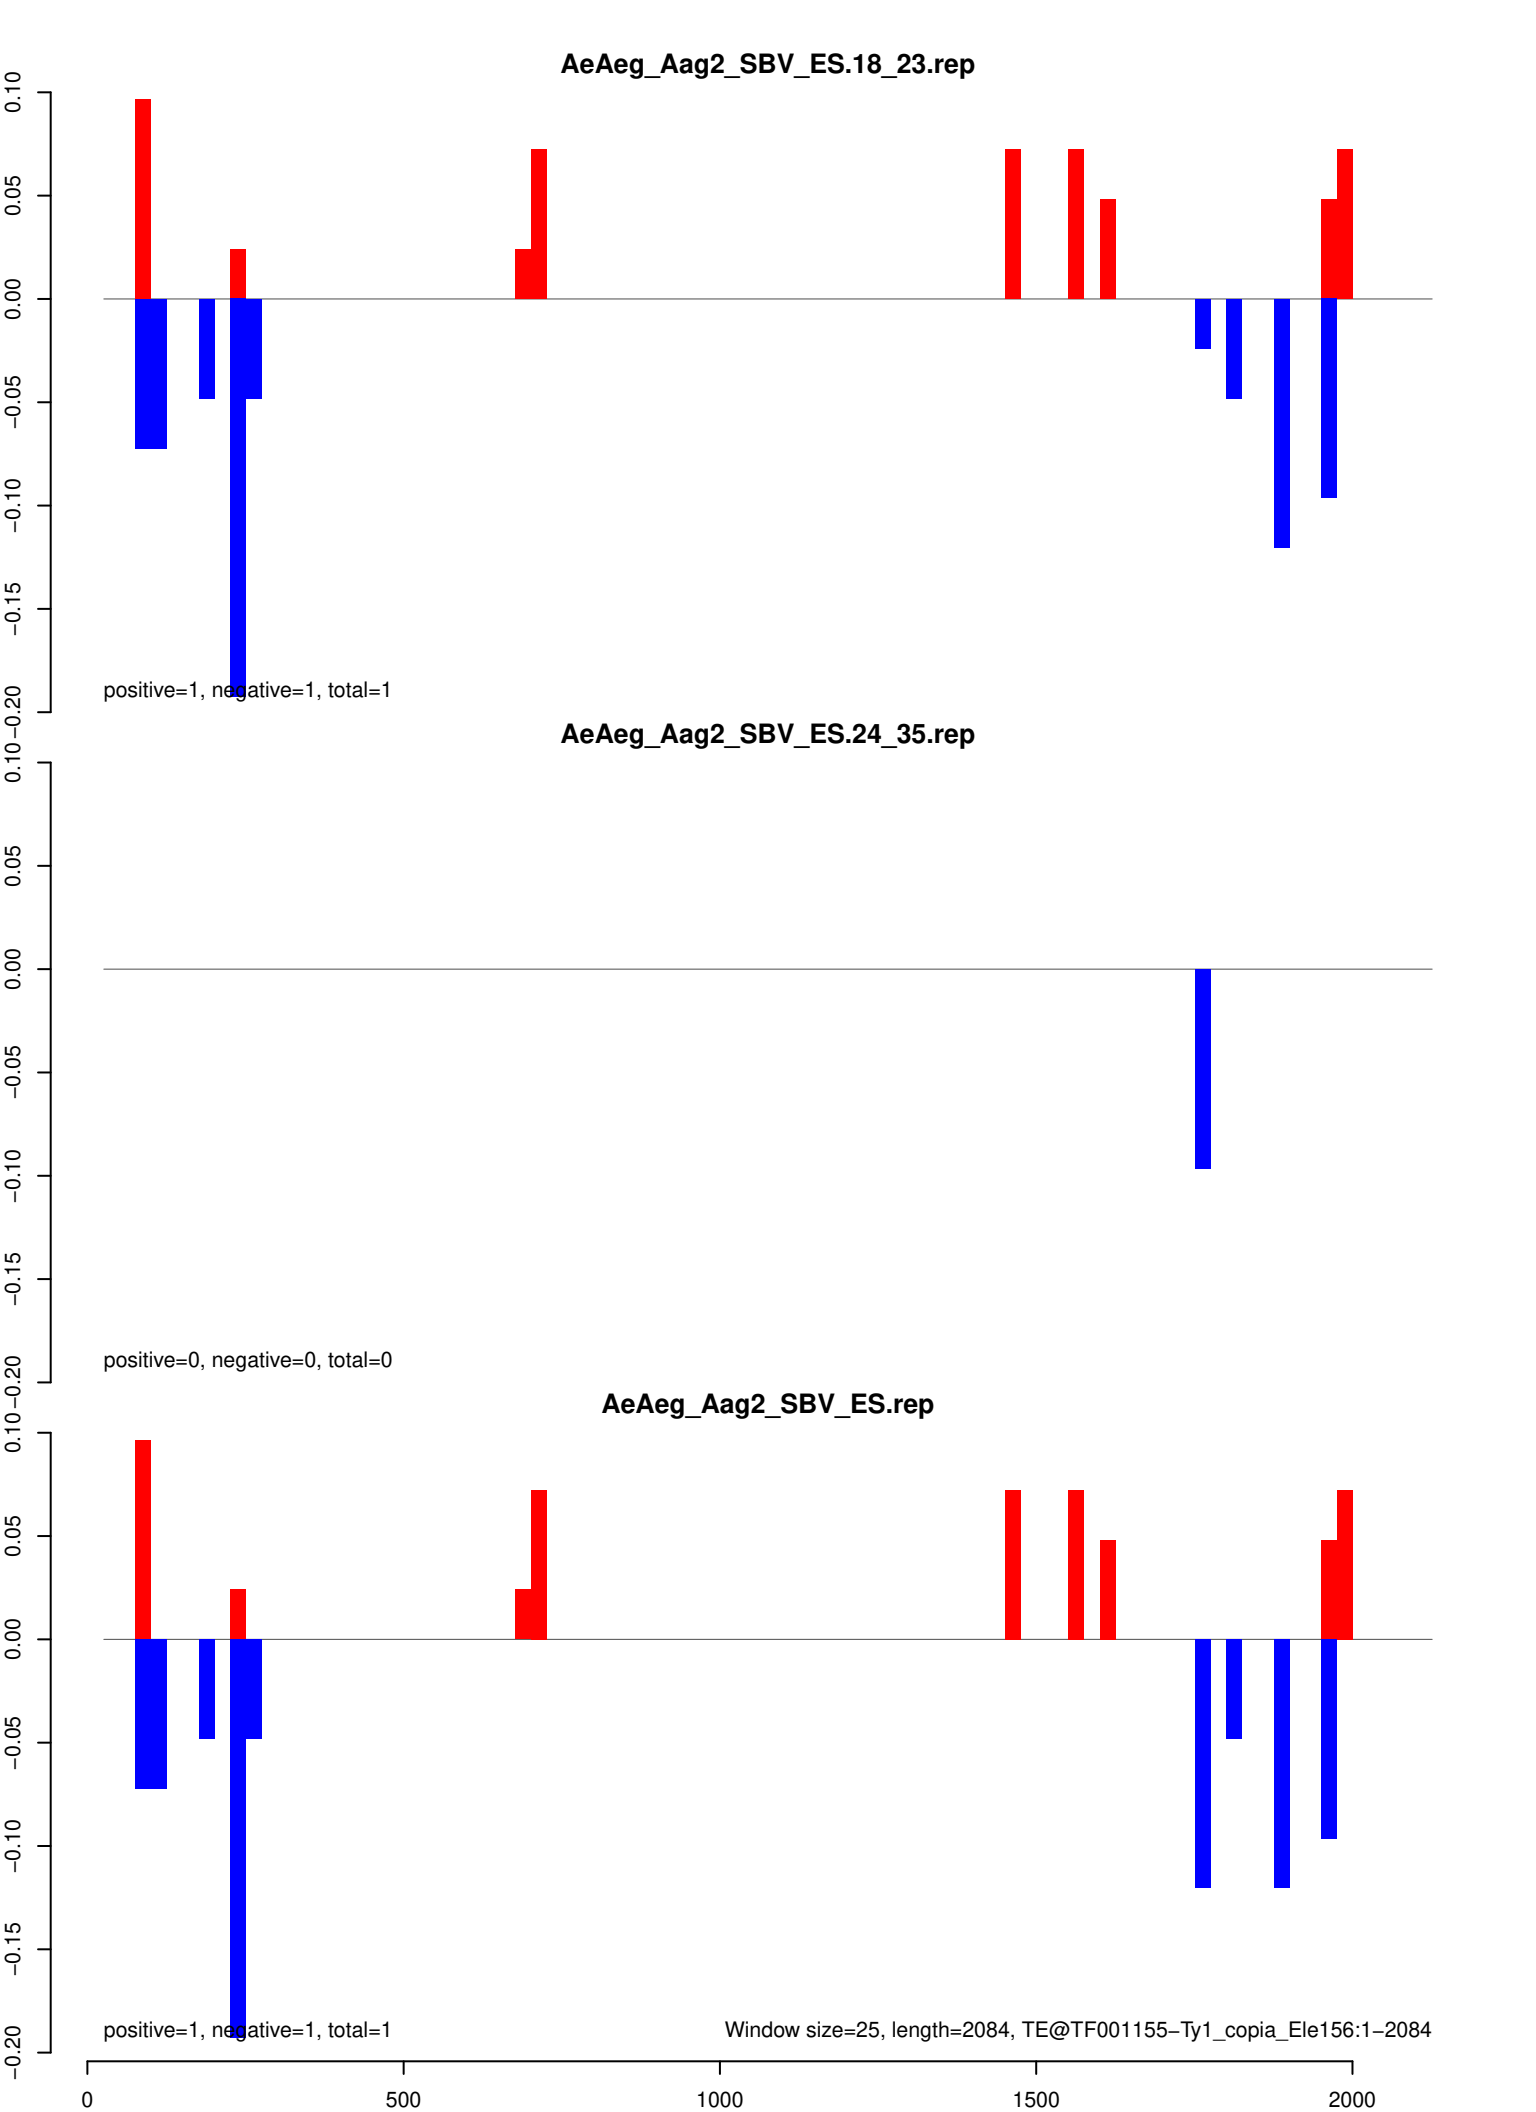 AeAeg_Aag2_SBV_ES.18_23.rep
0.10
0.05
0.00
−0.05
−0.10
−0.15
−0.20
positive=1, negative=1, total=1
AeAeg_Aag2_SBV_ES.24_35.rep
0.10
0.05
0.00
−0.05
−0.10
−0.15
−0.20
positive=0, negative=0, total=0
AeAeg_Aag2_SBV_ES.rep
0.10
0.05
0.00
−0.05
−0.10
−0.15
−0.20
positive=1, negative=1, total=1
Window size=25, length=2084, TE@TF001155−Ty1_copia_Ele156:1−2084
0 500 1000 1500 2000